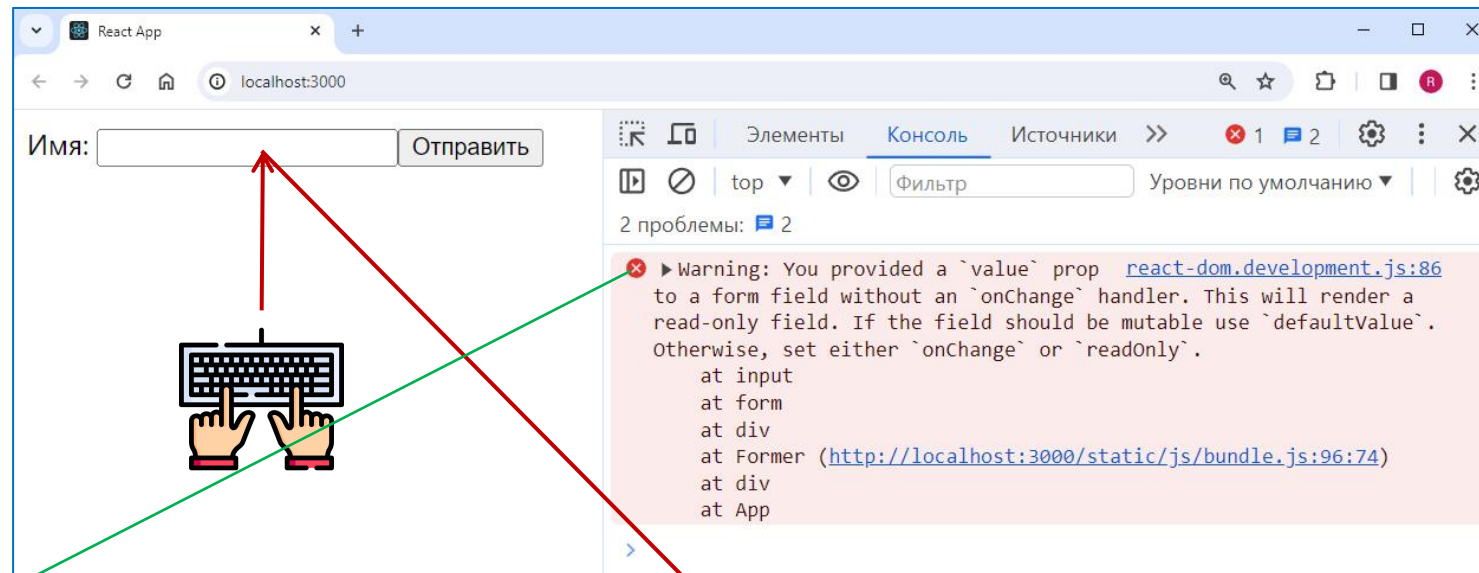 React App
localhost:3000
R
Имя:
Отправить
Элементы Консоль Источники 1 2
top Фильтр Уровни по умолчанию
2 проблемы: 2
Warning: You provided a `value` prop react-dom.development.js:86
to a form field without an `onChange` handler. This will render a
read-only field. If the field should be mutable use `defaultValue`.
Otherwise, set either `onChange` or `readOnly`.
at input
at form
at div
at Former (http://localhost:3000/static/js/bundle.js:96:74)
at div
at App